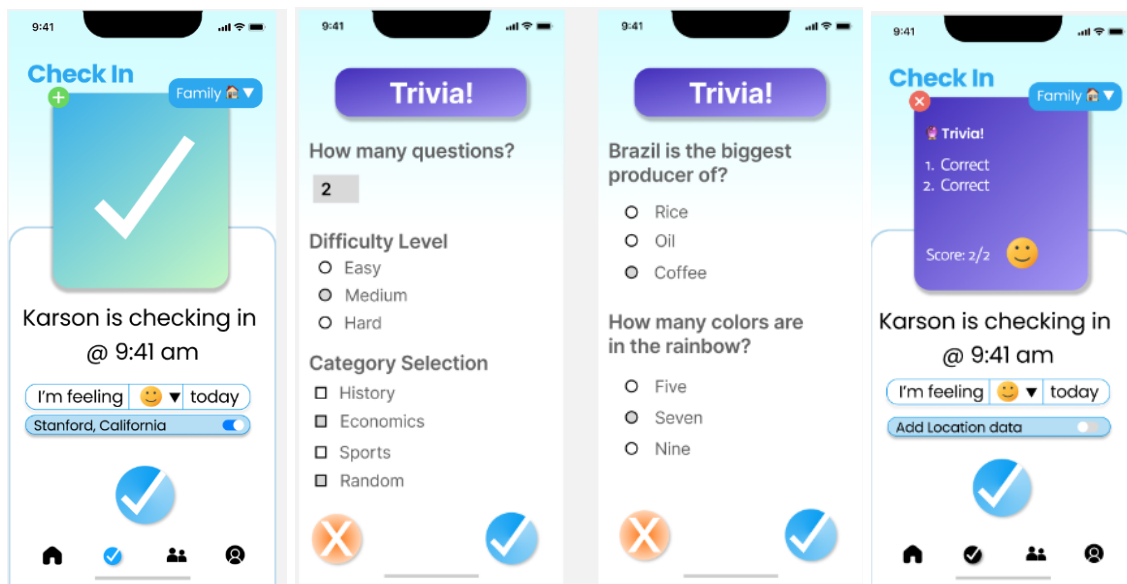 9:41
Check In
Family 🏠 ▼
Karson is checking in
@ 9:41 am
I'm feeling 🙂 ▼ today
Stanford, California
9:41
Trivia!
How many questions?
2
Difficulty Level
Easy
Medium
Hard
Category Selection
History
Economics
Sports
Random
X
9:41
Trivia!
Brazil is the biggest
producer of?
Rice
Oil
Coffee
How many colors are
in the rainbow?
Five
Seven
Nine
X
9:41
Check In
Family 🏠 ▼
🔮 Trivia!
1. Correct
2. Correct
Score: 2/2 🙂
Karson is checking in
@ 9:41 am
I'm feeling 🙂 ▼ today
Add Location data